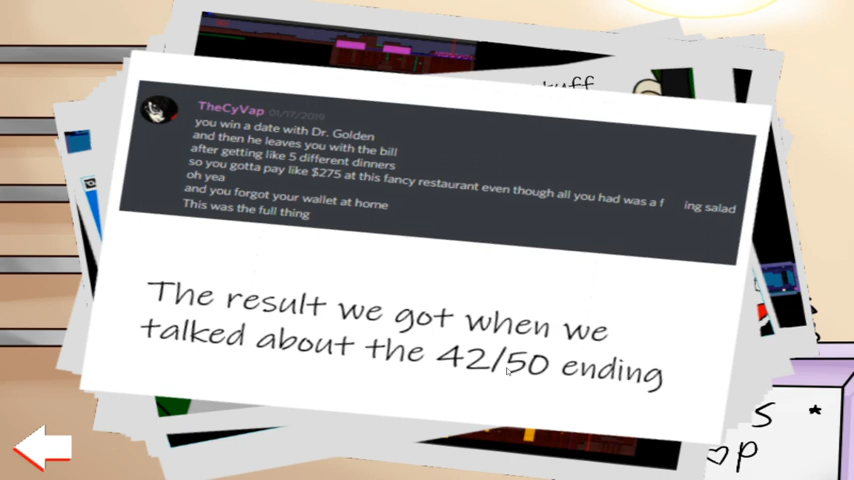 stuff
TheCyVap 01/17/2019
you win a date with Dr. Golden
and then he leaves you with the bill
after getting like 5 different dinners
so you gotta pay like $275 at this fancy restaurant even though all you had was a f ing salad
oh yea
and you forgot your wallet at home
This was the full thing
The result we got when we
talked about the 42/50 ending
s *
♡p